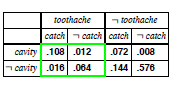 toothache ¬ toothache
catch ¬ catch catch ¬ catch
cavity .108 .012 .072 .008
¬ cavity .016 .064 .144 .576